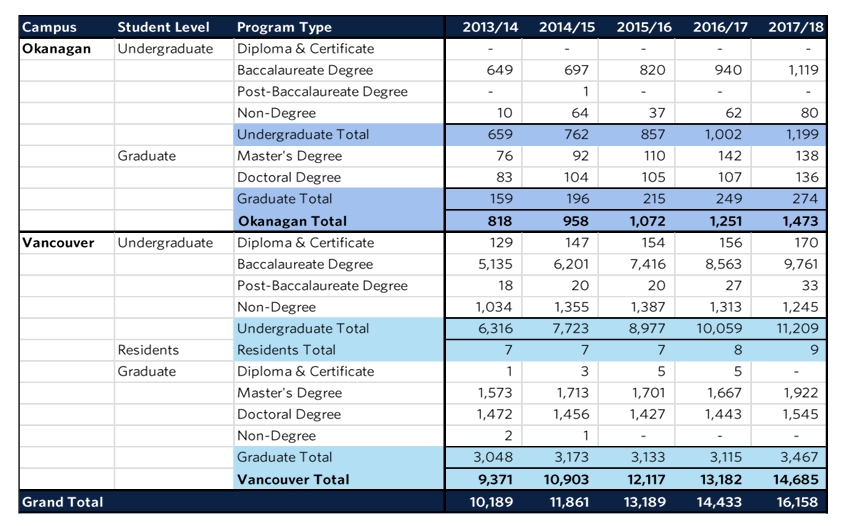 Campus Student Level Program Type 2013/14 2014/15 2015/16 2016/17 2017/18
Okanagan Undergraduate Diploma & Certificate - - - - -
Baccalaureate Degree 649 697 820 940 1,119
Post-Baccalaureate Degree - 1 - - -
Non-Degree 10 64 37 62 80
Undergraduate Total 659 762 857 1,002 1,199
Graduate Master's Degree 76 92 110 142 138
Doctoral Degree 83 104 105 107 136
Graduate Total 159 196 215 249 274
Okanagan Total 818 958 1,072 1,251 1,473
Vancouver Undergraduate Diploma & Certificate 129 147 154 156 170
Baccalaureate Degree 5,135 6,201 7,416 8,563 9,761
Post-Baccalaureate Degree 18 20 20 27 33
Non-Degree 1,034 1,355 1,387 1,313 1,245
Undergraduate Total 6,316 7,723 8,977 10,059 11,209
Residents Residents Total 7 7 7 8 9
Graduate Diploma & Certificate 1 3 5 5 -
Master's Degree 1,573 1,713 1,701 1,667 1,922
Doctoral Degree 1,472 1,456 1,427 1,443 1,545
Non-Degree 2 1 - - -
Graduate Total 3,048 3,173 3,133 3,115 3,467
Vancouver Total 9,371 10,903 12,117 13,182 14,685
Grand Total 10,189 11,861 13,189 14,433 16,158